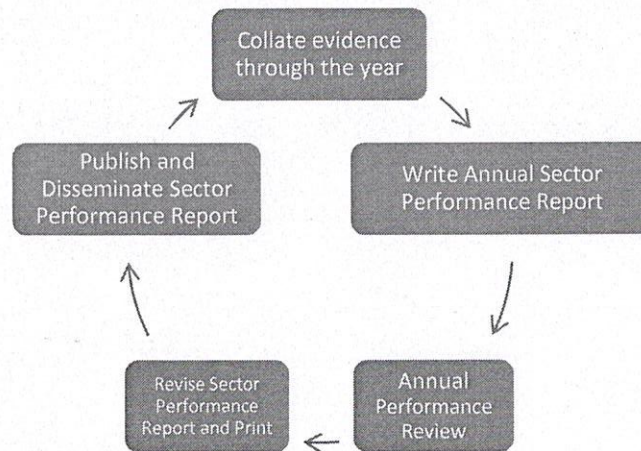 Collate evidence
through the year
Write Annual Sector
Performance Report
Annual
Performance
Review
Revise Sector
Performance
Report and Print
Publish and
Disseminate Sector
Performance Report